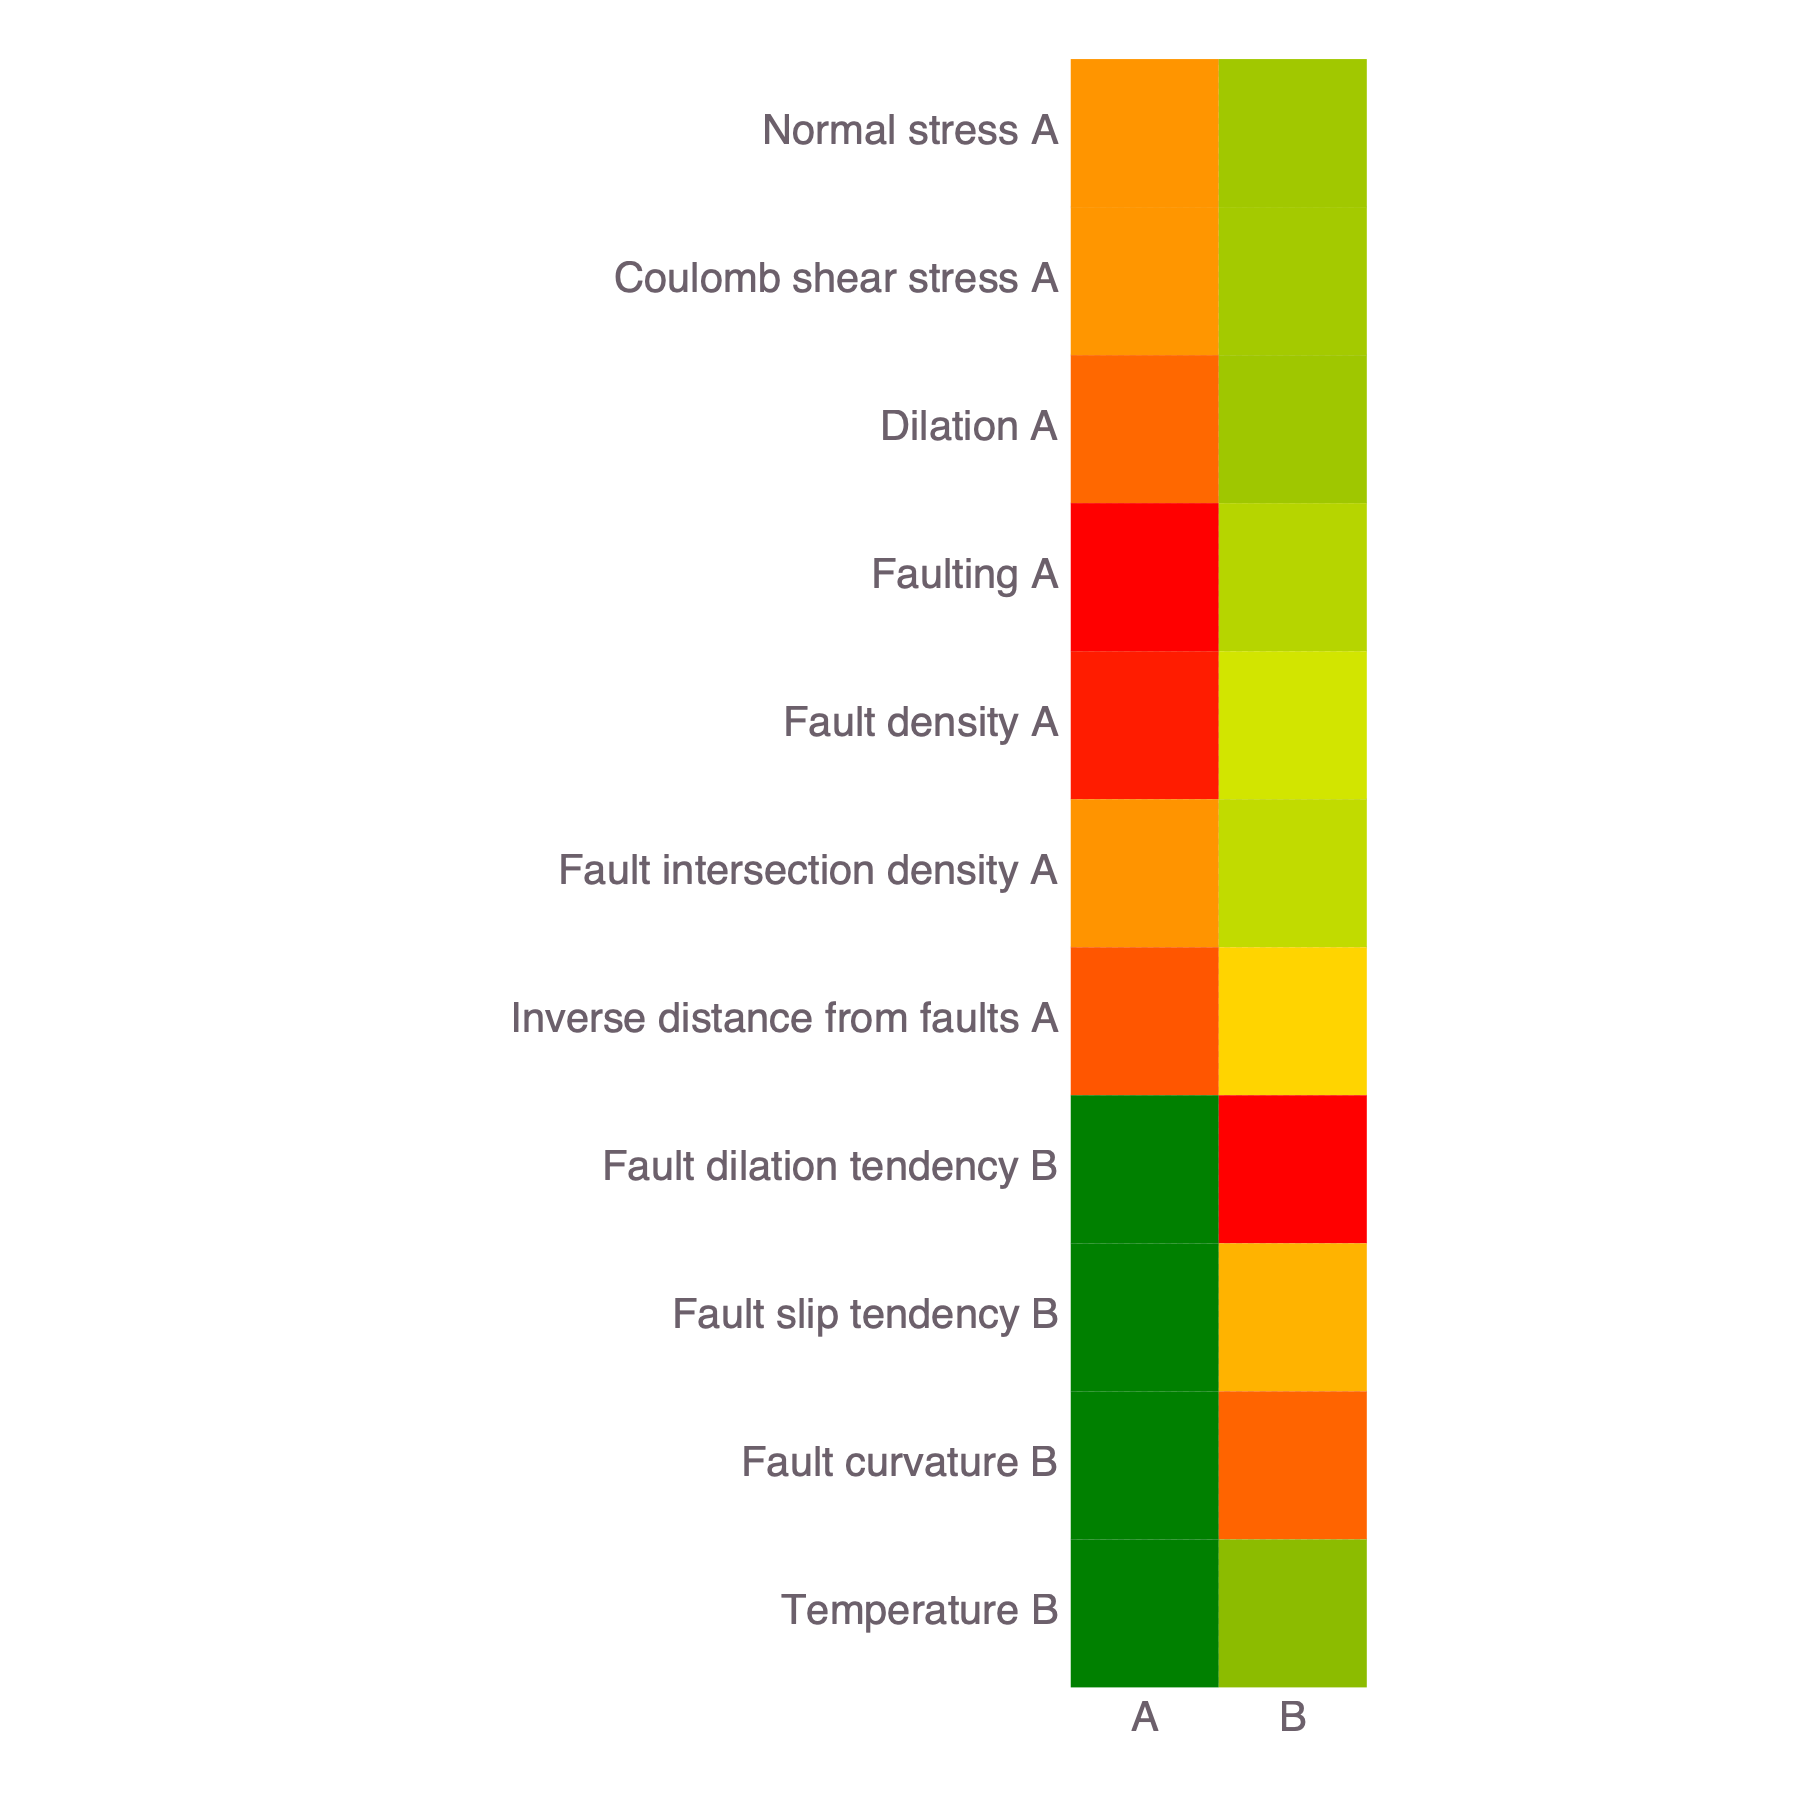 Normal stress A
Coulomb shear stress A
Dilation A
Faulting A
Fault density A
Fault intersection density A
Inverse distance from faults A
Fault dilation tendency B
Fault slip tendency B
Fault curvature B
Temperature B
A B